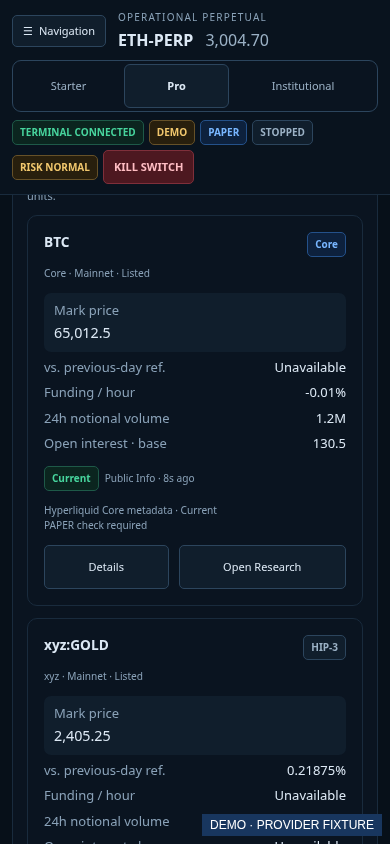 ☰ Navigation
OPERATIONAL PERPETUAL
ETH-PERP 3,004.70
Starter Pro Institutional
TERMINAL CONNECTED DEMO PAPER STOPPED
RISK NORMAL KILL SWITCH
units.
BTC Core
Core · Mainnet · Listed
Mark price
65,012.5
vs. previous-day ref. Unavailable
Funding / hour -0.01%
24h notional volume 1.2M
Open interest · base 130.5
Current Public Info · 8s ago
Hyperliquid Core metadata · Current
PAPER check required
Details Open Research
xyz:GOLD HIP-3
xyz · Mainnet · Listed
Mark price
2,405.25
vs. previous-day ref. 0.21875%
Funding / hour Unavailable
24h notional volume
DEMO · PROVIDER FIXTURE